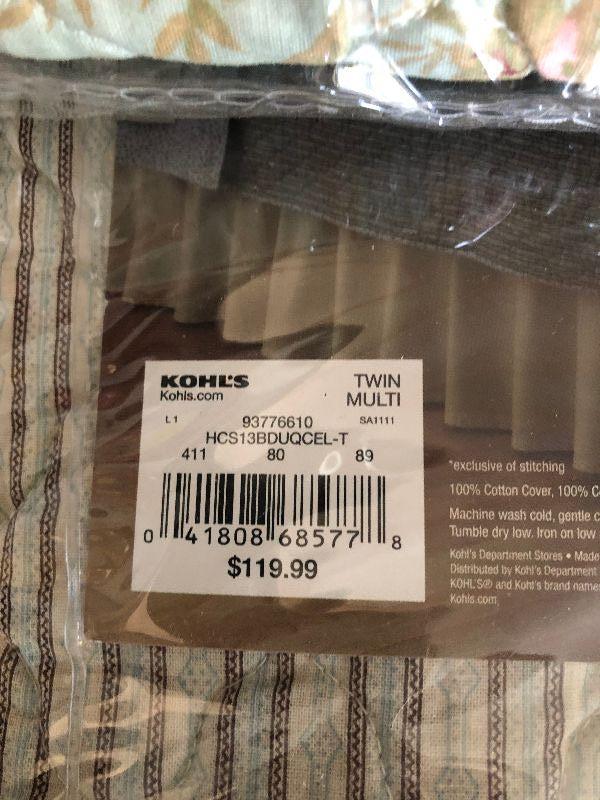 KOHL'S
Kohls.com
TWIN
MULTI
L1 93776610 SA1111
HCS13BDUQCEL-T
411 80 89
0 41808 68577 8
$119.99
*exclusive of stitching
100% Cotton Cover, 100% C
Machine wash cold, gentle c
Tumble dry low. Iron on low
Kohl's Department Stores • Made
Distributed by Kohl's Department
KOHL'S® and Kohl's brand names
Kohls.com